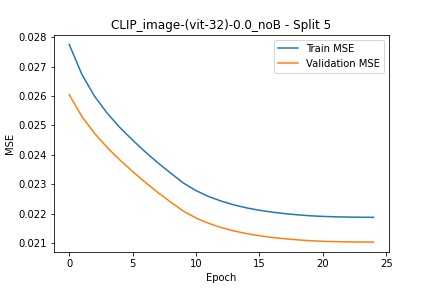 CLIP_image-(vit-32)-0.0_noB - Split 5
Train MSE
Validation MSE
MSE
0.028
0.027
0.026
0.025
0.024
0.023
0.022
0.021
0 5 10 15 20 25
Epoch